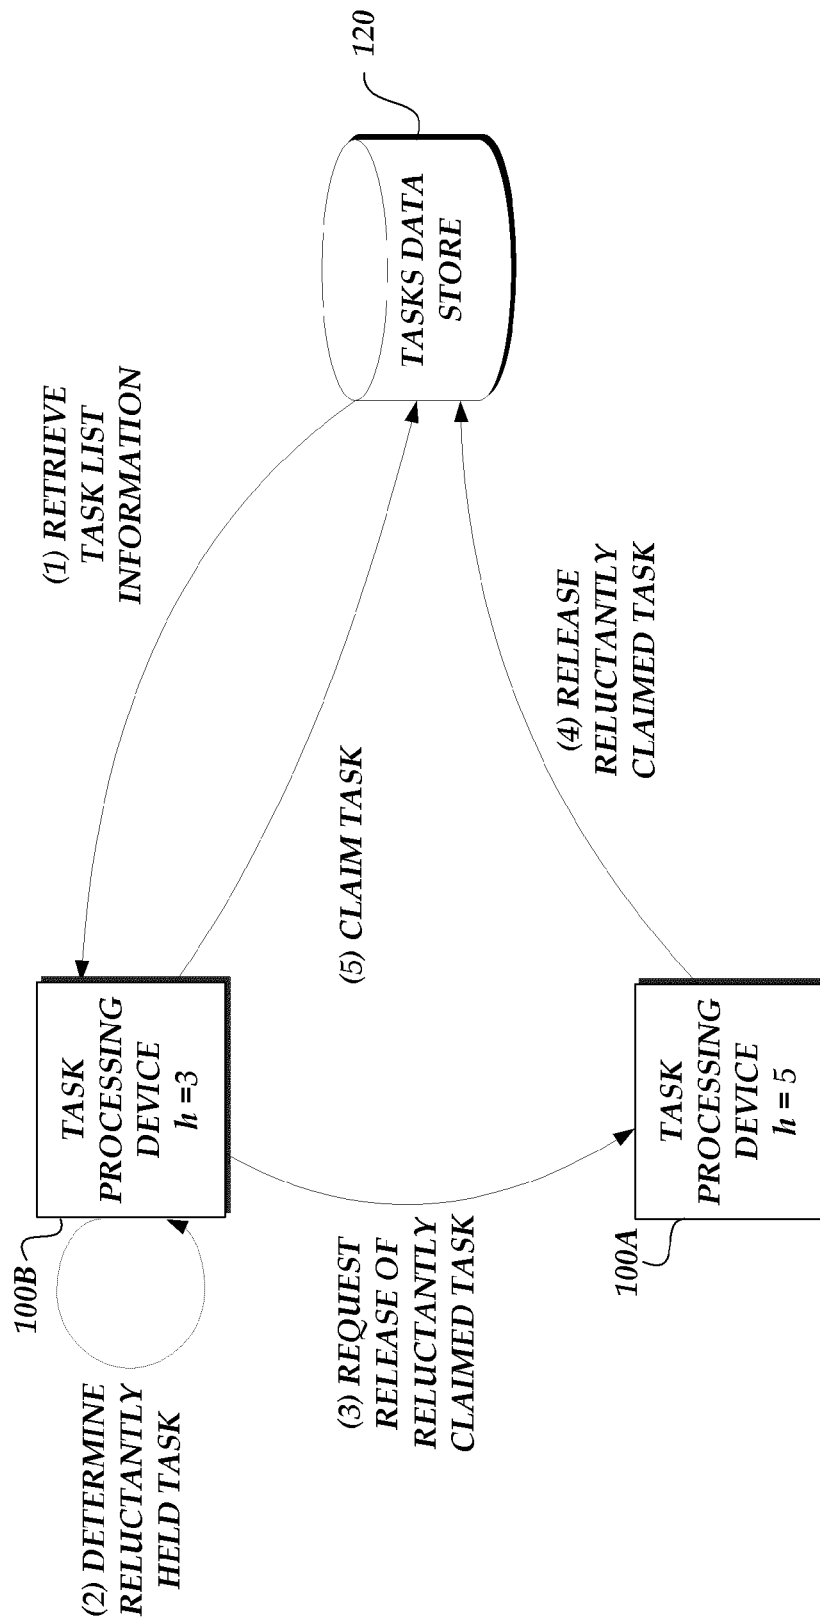 (1) RETRIEVE
TASK LIST
INFORMATION
120
TASKS DATA
STORE
100B
TASK
PROCESSING
DEVICE
h =3
(2) DETERMINE
RELUCTANTLY
HELD TASK
(5) CLAIM TASK
(3) REQUEST
RELEASE OF
RELUCTANTLY
CLAIMED TASK
(4) RELEASE
RELUCTANTLY
CLAIMED TASK
100A
TASK
PROCESSING
DEVICE
h = 5